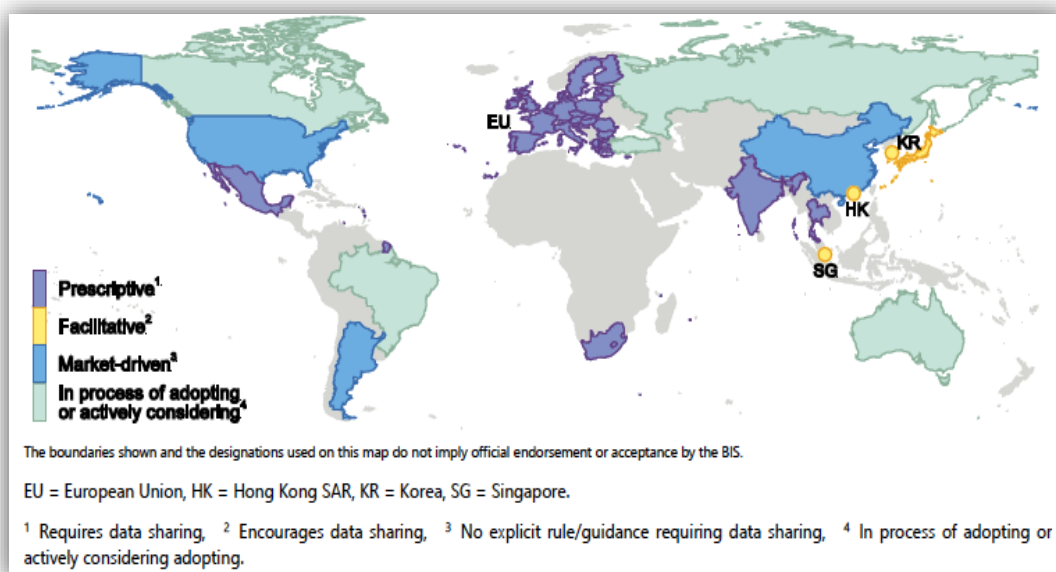 EU
KR
HK
SG
Prescriptive¹
Facilitative²
Market-driven³
In process of adopting
or actively considering⁴
The boundaries shown and the designations used on this map do not imply official endorsement or acceptance by the BIS.
EU = European Union, HK = Hong Kong SAR, KR = Korea, SG = Singapore.
¹ Requires data sharing, ² Encourages data sharing, ³ No explicit rule/guidance requiring data sharing, ⁴ In process of adopting or
actively considering adopting.